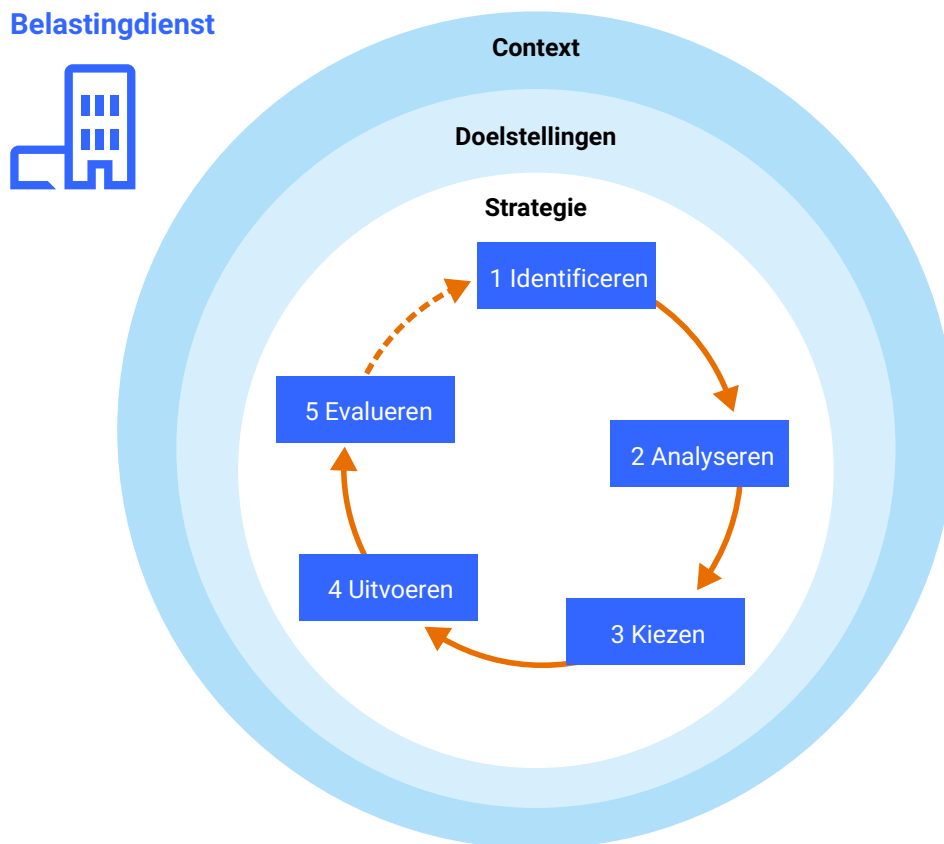 Belastingdienst
Context
Doelstellingen
Strategie
1 Identificeren
2 Analyseren
3 Kiezen
4 Uitvoeren
5 Evalueren